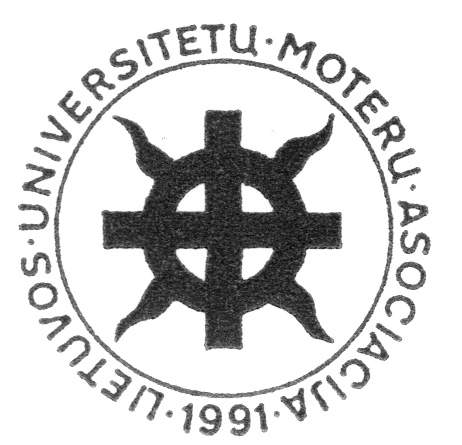 LIETUVOS · UNIVERSITETŲ · MOTERŲ · ASOCIACIJA · 1991 ·